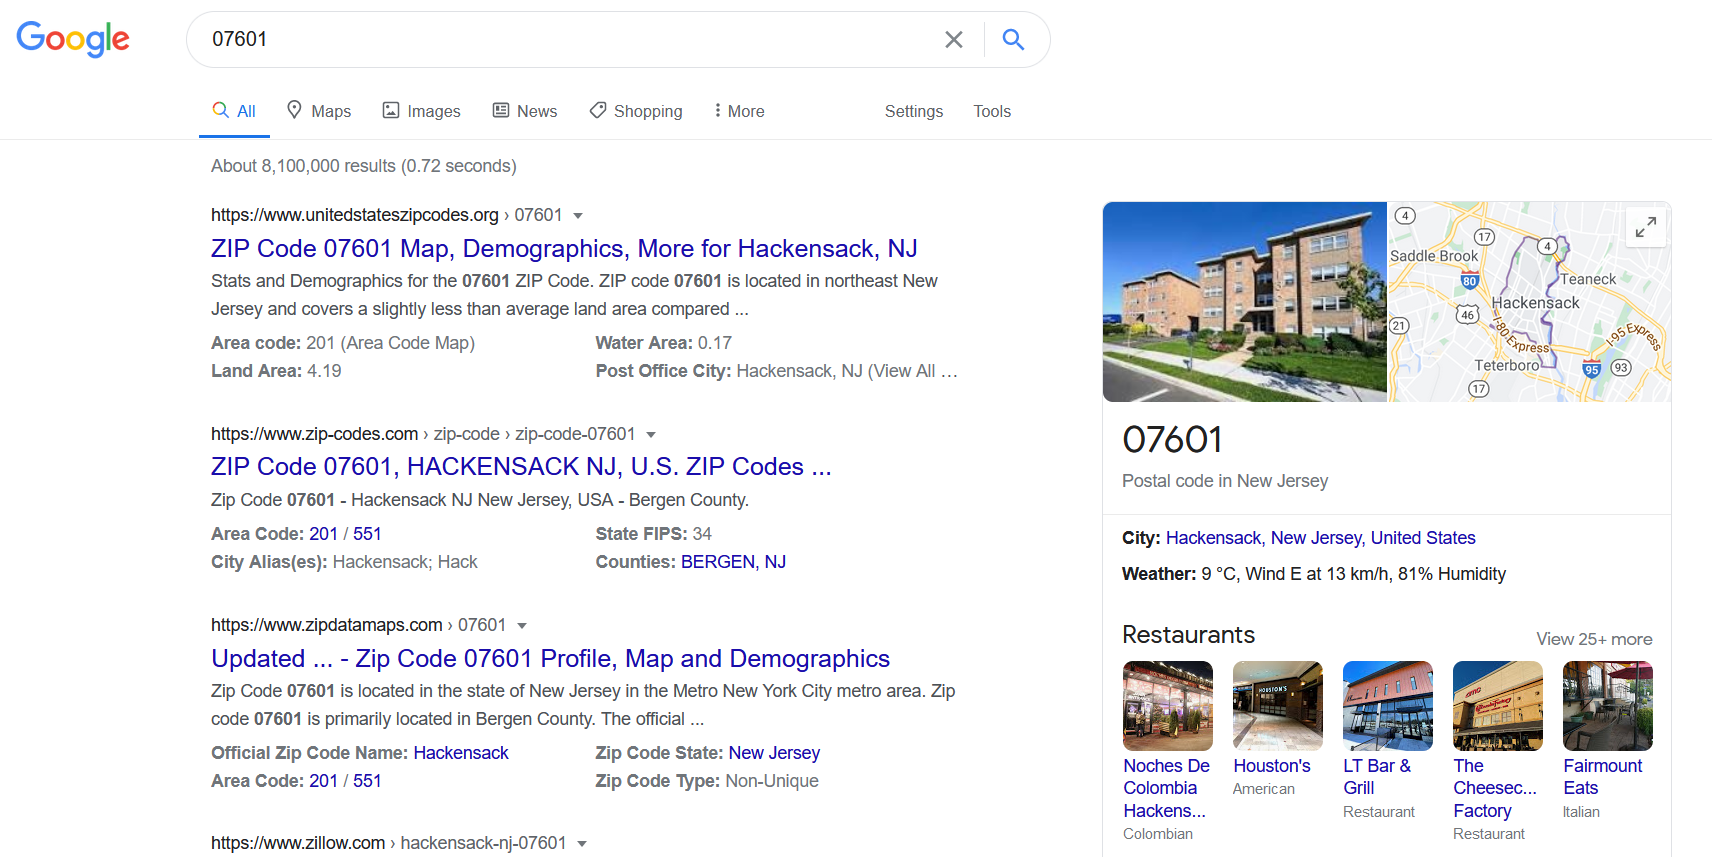 Google
07601
All
Maps
Images
News
Shopping
More
Settings
Tools
About 8,100,000 results (0.72 seconds)
https://www.unitedstateszipcodes.org › 07601
ZIP Code 07601 Map, Demographics, More for Hackensack, NJ
Stats and Demographics for the 07601 ZIP Code. ZIP code 07601 is located in northeast New
Jersey and covers a slightly less than average land area compared ...
Area code: 201 (Area Code Map)
Water Area: 0.17
Land Area: 4.19
Post Office City: Hackensack, NJ (View All ...
https://www.zip-codes.com › zip-code › zip-code-07601
ZIP Code 07601, HACKENSACK NJ, U.S. ZIP Codes ...
Zip Code 07601 - Hackensack NJ New Jersey, USA - Bergen County.
Area Code: 201 / 551
State FIPS: 34
City Alias(es): Hackensack; Hack
Counties: BERGEN, NJ
https://www.zipdatamaps.com › 07601
Updated ... - Zip Code 07601 Profile, Map and Demographics
Zip Code 07601 is located in the state of New Jersey in the Metro New York City metro area. Zip
code 07601 is primarily located in Bergen County. The official ...
Official Zip Code Name: Hackensack
Zip Code State: New Jersey
Area Code: 201 / 551
Zip Code Type: Non-Unique
https://www.zillow.com › hackensack-nj-07601
4
17
4
Saddle Brook
80
Teaneck
Hackensack
46
21
I-80-Express
I-95 Express
Teterboro
95
93
17
07601
Postal code in New Jersey
City: Hackensack, New Jersey, United States
Weather: 9 °C, Wind E at 13 km/h, 81% Humidity
Restaurants
View 25+ more
HOUSTON'S
Noches De
Colombia
Hackens...
Colombian
Houston's
American
LT Bar &
Grill
Restaurant
The
Cheesec...
Factory
Restaurant
Fairmount
Eats
Italian